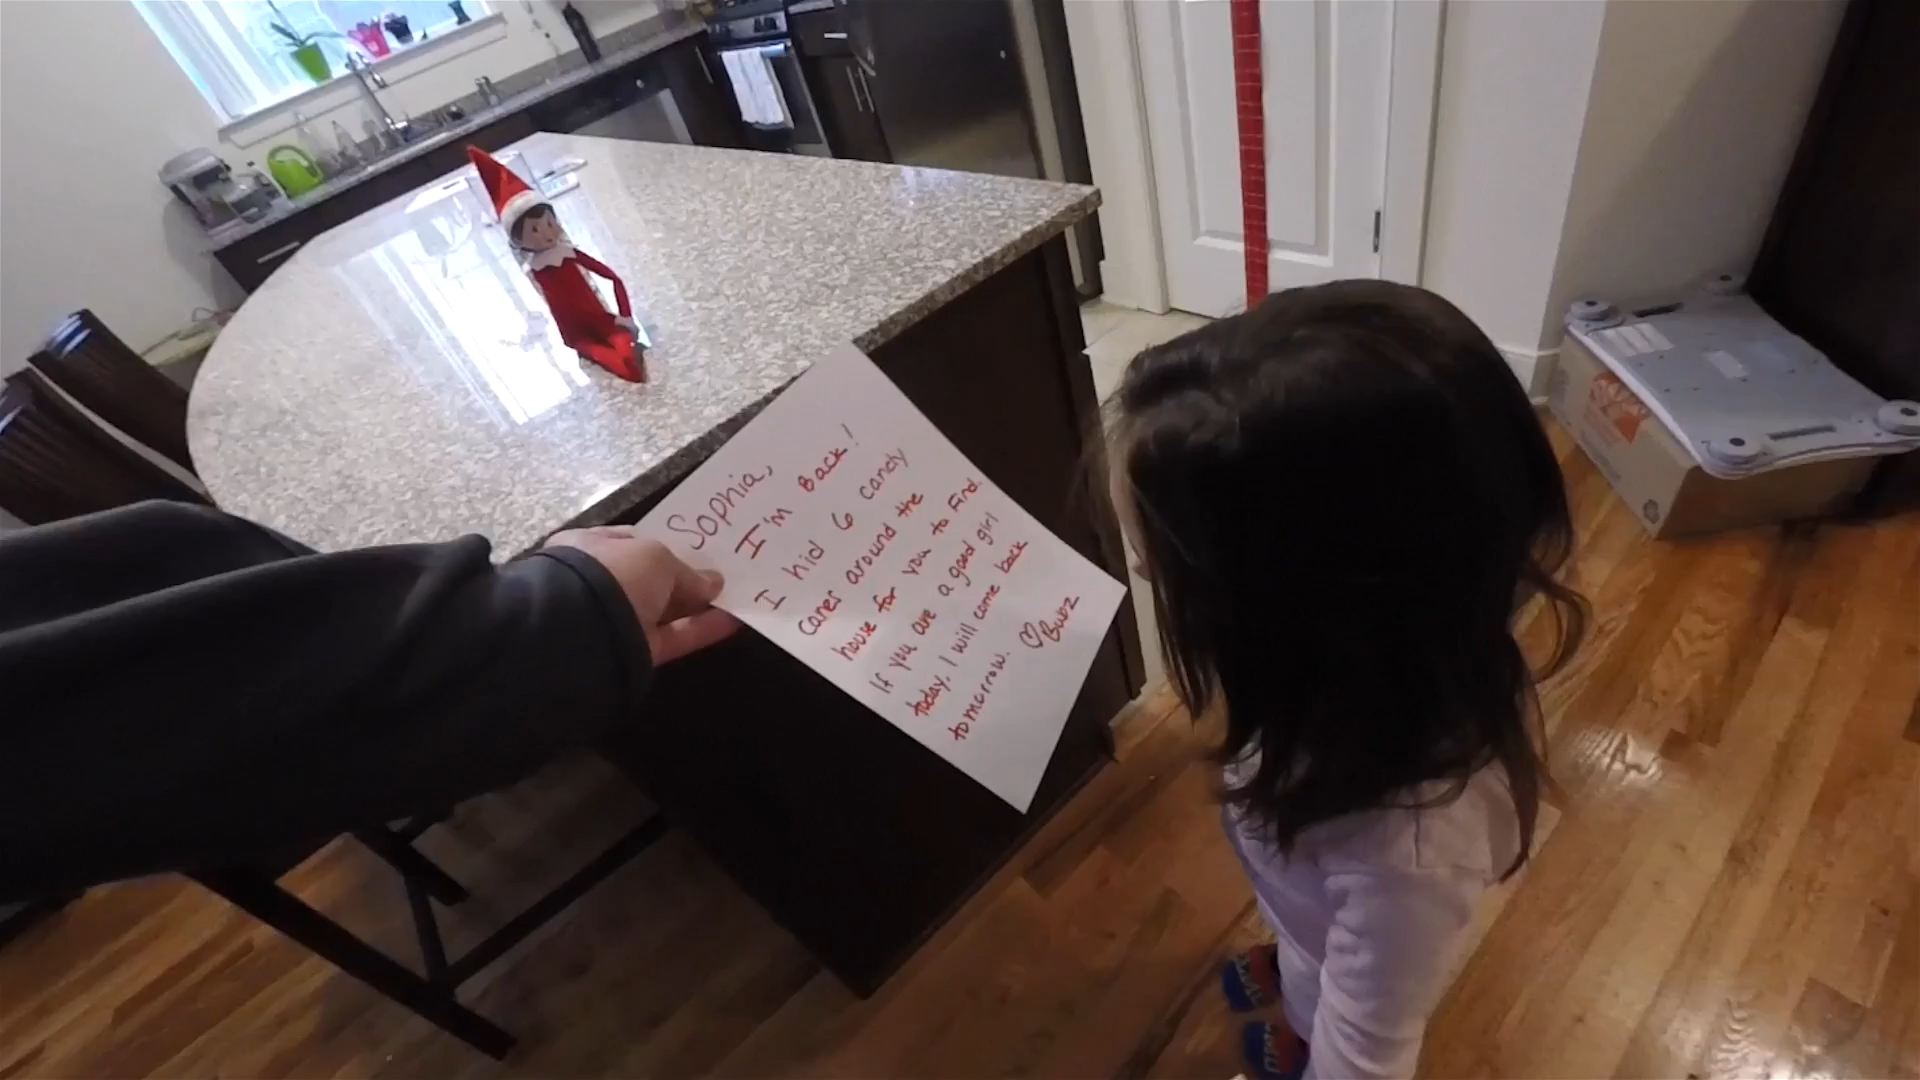 Sophia,
I'm Back!
I hid 6 candy
canes around the
house for you to find.
If you are a good girl
today, I will come back
tomorrow. ♡ Bubz